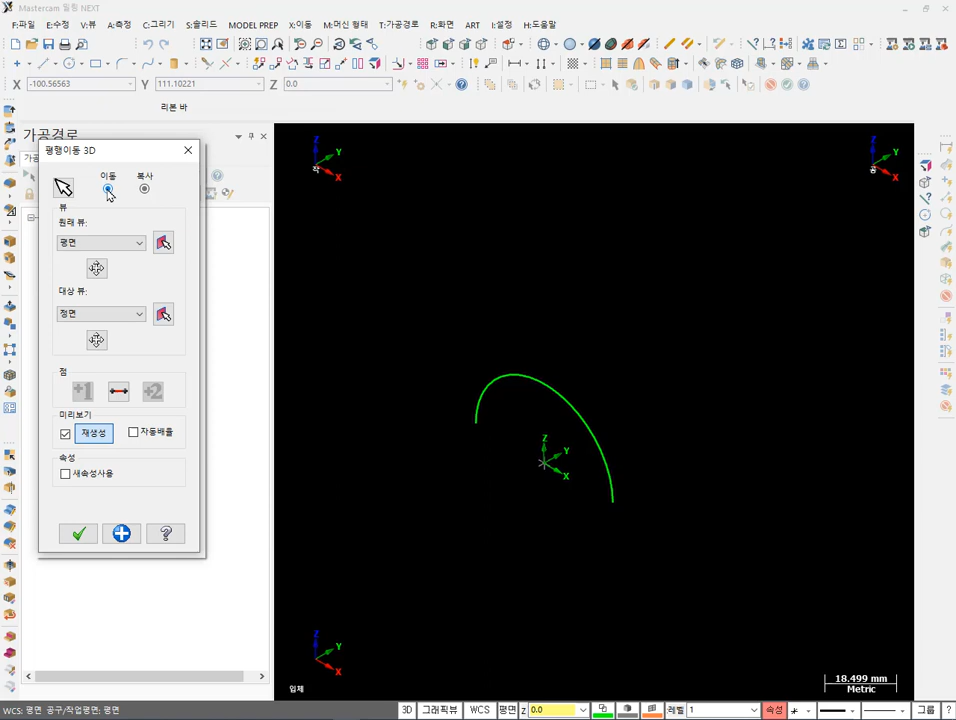 Mastercam 밀링 NEXT
F:파일 E:수정 V:뷰 A:측정 C:그리기 S:솔리드 MODEL PREP X:이동 M:머신 형태 T:가공경로 R:화면 ART I:설정 H:도움말
X -100.56563 Y 111.10221 Z 0.0
리본 바
가공경로
평행이동 3D
이동 복사
뷰
원래 뷰:
평면
대상 뷰:
정면
점
+1 +2
미리보기
재생성 자동배율
속성
새속성사용
Z Y X
Z Y X
Z Y X
Z Y X
18.499 mm
Metric
입체
WCS: 평면 공구/작업평면: 평면 3D 그래픽뷰 WCS 평면 Z 0.0 레벨 1 속성 그룹 ?